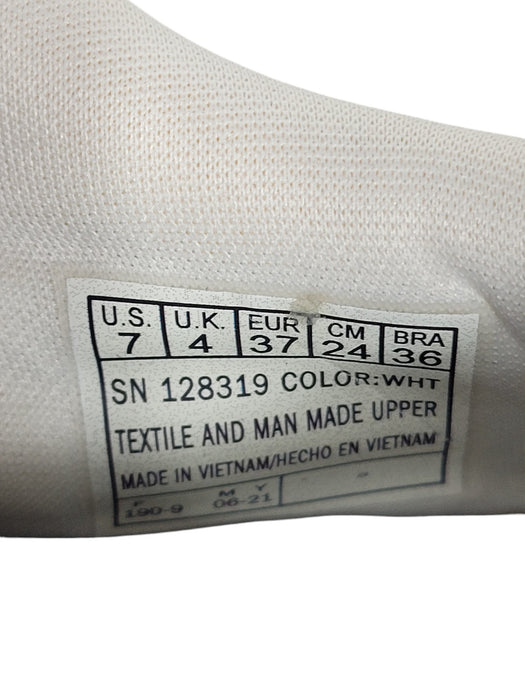 U.S. U.K. EUR CM BRA
7 4 37 24 36
SN 128319 COLOR:WHT
TEXTILE AND MAN MADE UPPER
MADE IN VIETNAM/HECHO EN VIETNAM
F M Y
190-9 06-21